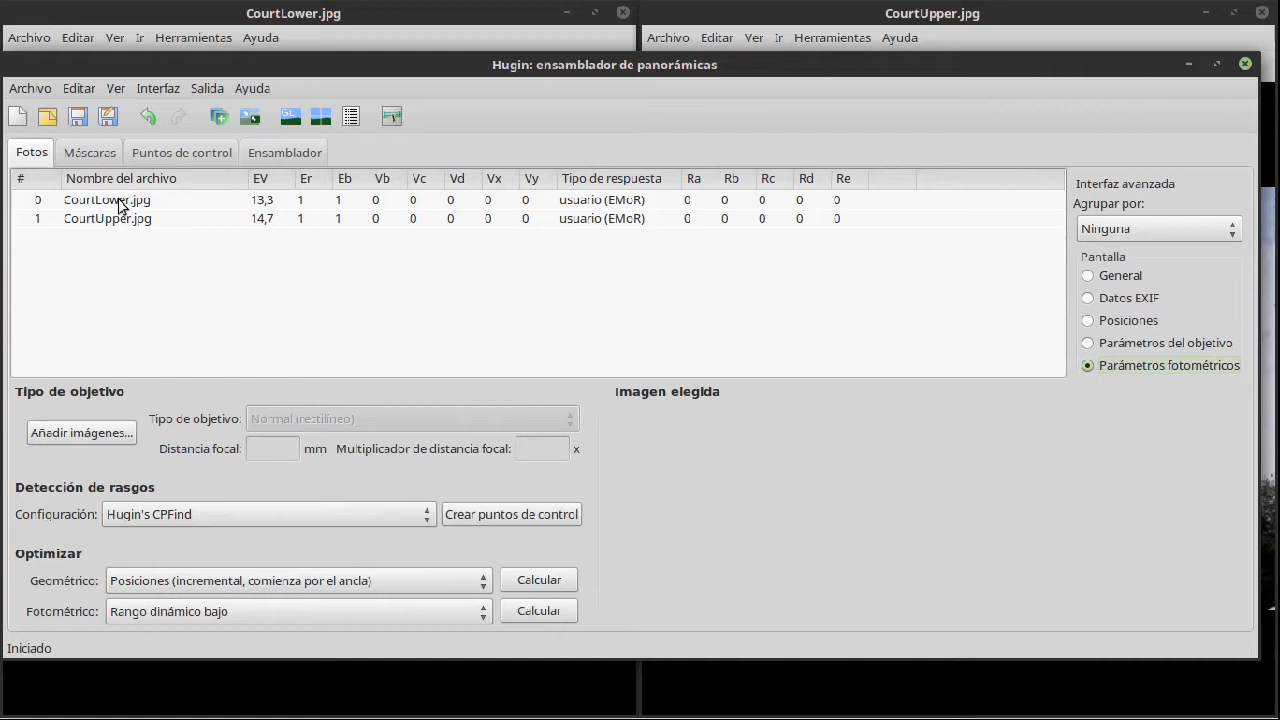 CourtLower.jpg
CourtUpper.jpg
Archivo Editar Ver Ir Herramientas Ayuda
Archivo Editar Ver Ir Herramientas Ayuda
Hugin: ensamblador de panorámicas
Archivo Editar Ver Interfaz Salida Ayuda
GL
Fotos Máscaras Puntos de control Ensamblador
# Nombre del archivo EV Er Eb Vb Vc Vd Vx Vy Tipo de respuesta Ra Rb Rc Rd Re
0 CourtLower.jpg 13,3 1 1 0 0 0 0 0 usuario (EMoR) 0 0 0 0 0
1 CourtUpper.jpg 14,7 1 1 0 0 0 0 0 usuario (EMoR) 0 0 0 0 0
Interfaz avanzada
Agrupar por:
Ninguna
Pantalla
General
Datos EXIF
Posiciones
Parámetros del objetivo
Parámetros fotométricos
Tipo de objetivo
Añadir imágenes...
Tipo de objetivo: Normal (rectilíneo)
Distancia focal: mm Multiplicador de distancia focal: x
Imagen elegida
Detección de rasgos
Configuración: Hugin's CPFind Crear puntos de control
Optimizar
Geométrico: Posiciones (incremental, comienza por el ancla) Calcular
Fotométrico: Rango dinámico bajo Calcular
Iniciado